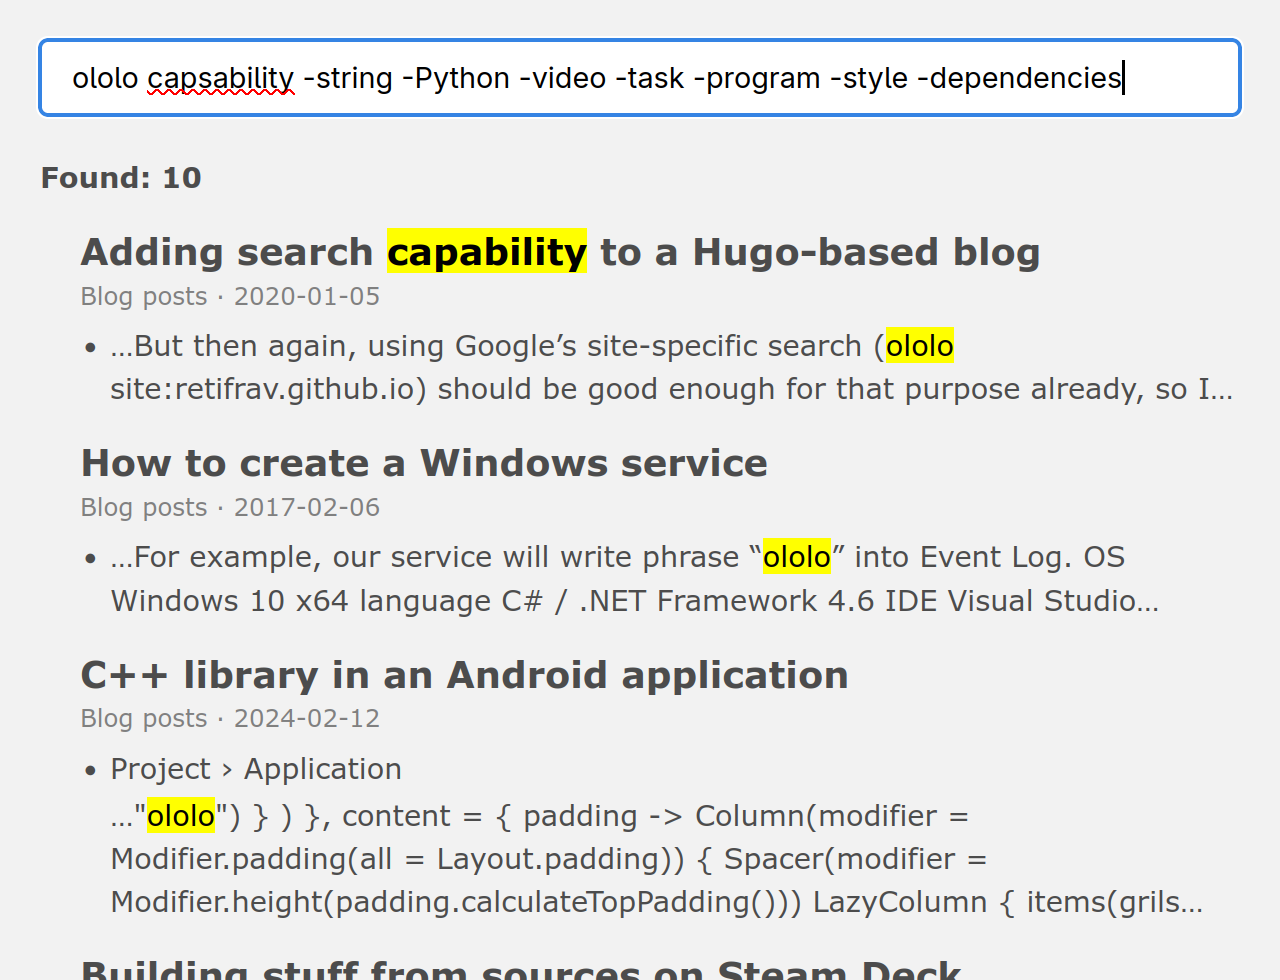 ololo capsability -string -Python -video -task -program -style -dependencies
Found: 10
Adding search capability to a Hugo-based blog
Blog posts · 2020-01-05
• …But then again, using Google’s site-specific search (ololo
site:retifrav.github.io) should be good enough for that purpose already, so I…
How to create a Windows service
Blog posts · 2017-02-06
• …For example, our service will write phrase “ololo” into Event Log. OS
Windows 10 x64 language C# / .NET Framework 4.6 IDE Visual Studio…
C++ library in an Android application
Blog posts · 2024-02-12
• Project › Application
…"ololo") } ) }, content = { padding -> Column(modifier =
Modifier.padding(all = Layout.padding)) { Spacer(modifier =
Modifier.height(padding.calculateTopPadding())) LazyColumn { items(grils…
Building stuff from sources on Steam Deck